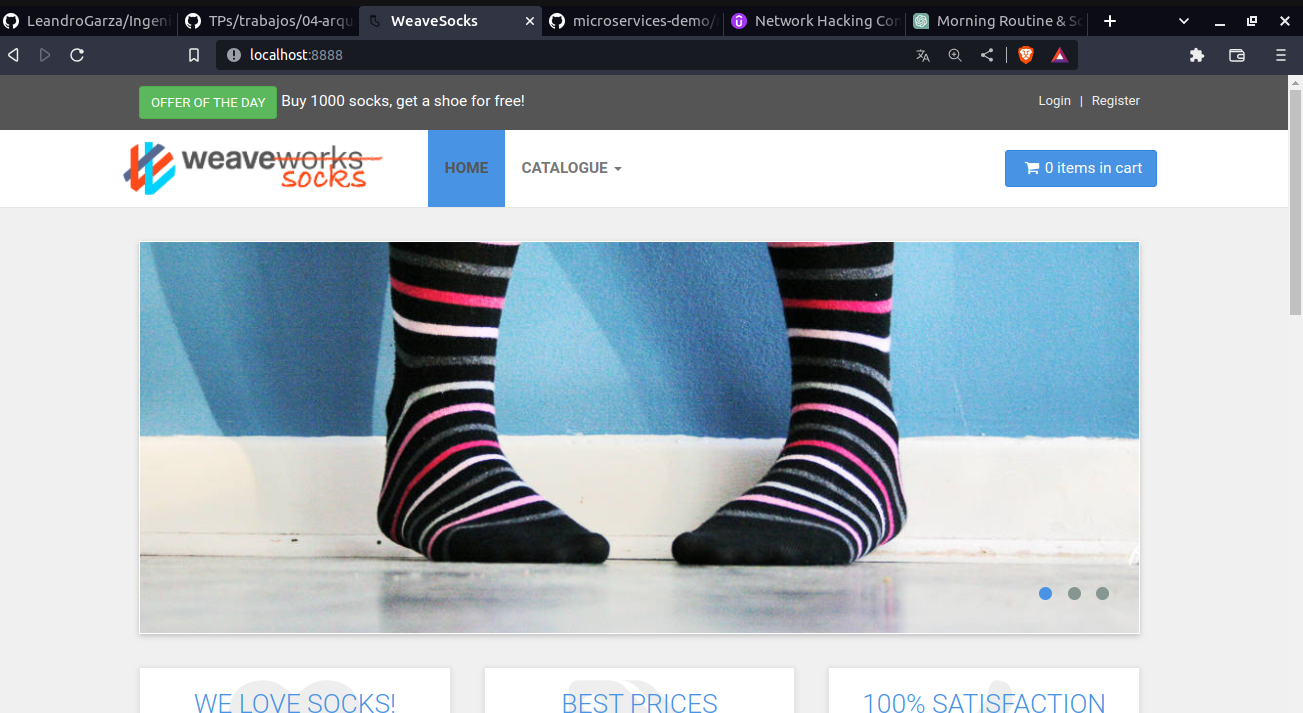 LeandroGarza/Ingeni
TPs/trabajos/04-arqu
WeaveSocks
microservices-demo/
Network Hacking Con
Morning Routine & Sc
localhost:8888
OFFER OF THE DAY Buy 1000 socks, get a shoe for free!
Login | Register
weaveworks
socks
HOME
CATALOGUE
0 items in cart
WE LOVE SOCKS!
BEST PRICES
100% SATISFACTION